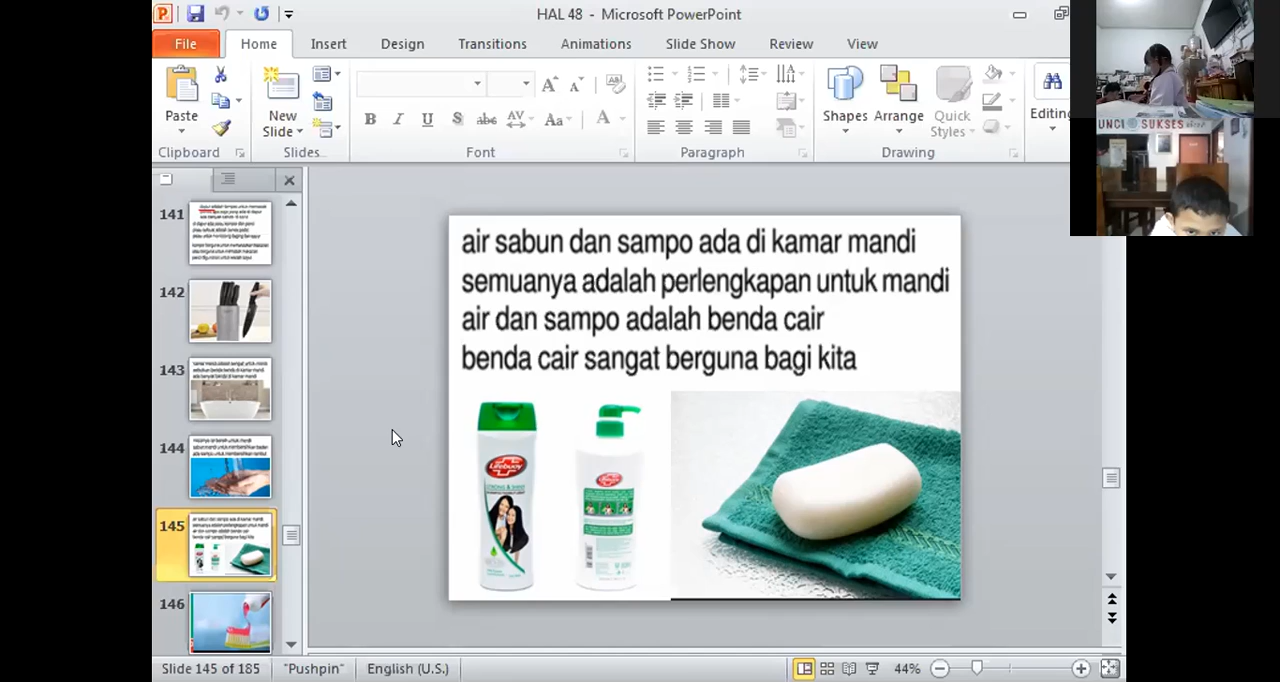 HAL 48 - Microsoft PowerPoint
File Home Insert Design Transitions Animations Slide Show Review View
Paste
New Slide
Shapes Arrange Quick Styles
Editing
Clipboard Slides Font Paragraph Drawing
UNCI SUKSES
141
142
143
144
145
146
air sabun dan sampo ada di kamar mandi
semuanya adalah perlengkapan untuk mandi
air dan sampo adalah benda cair
benda cair sangat berguna bagi kita
Lifebuoy
Slide 145 of 185 "Pushpin" English (U.S.) 44%